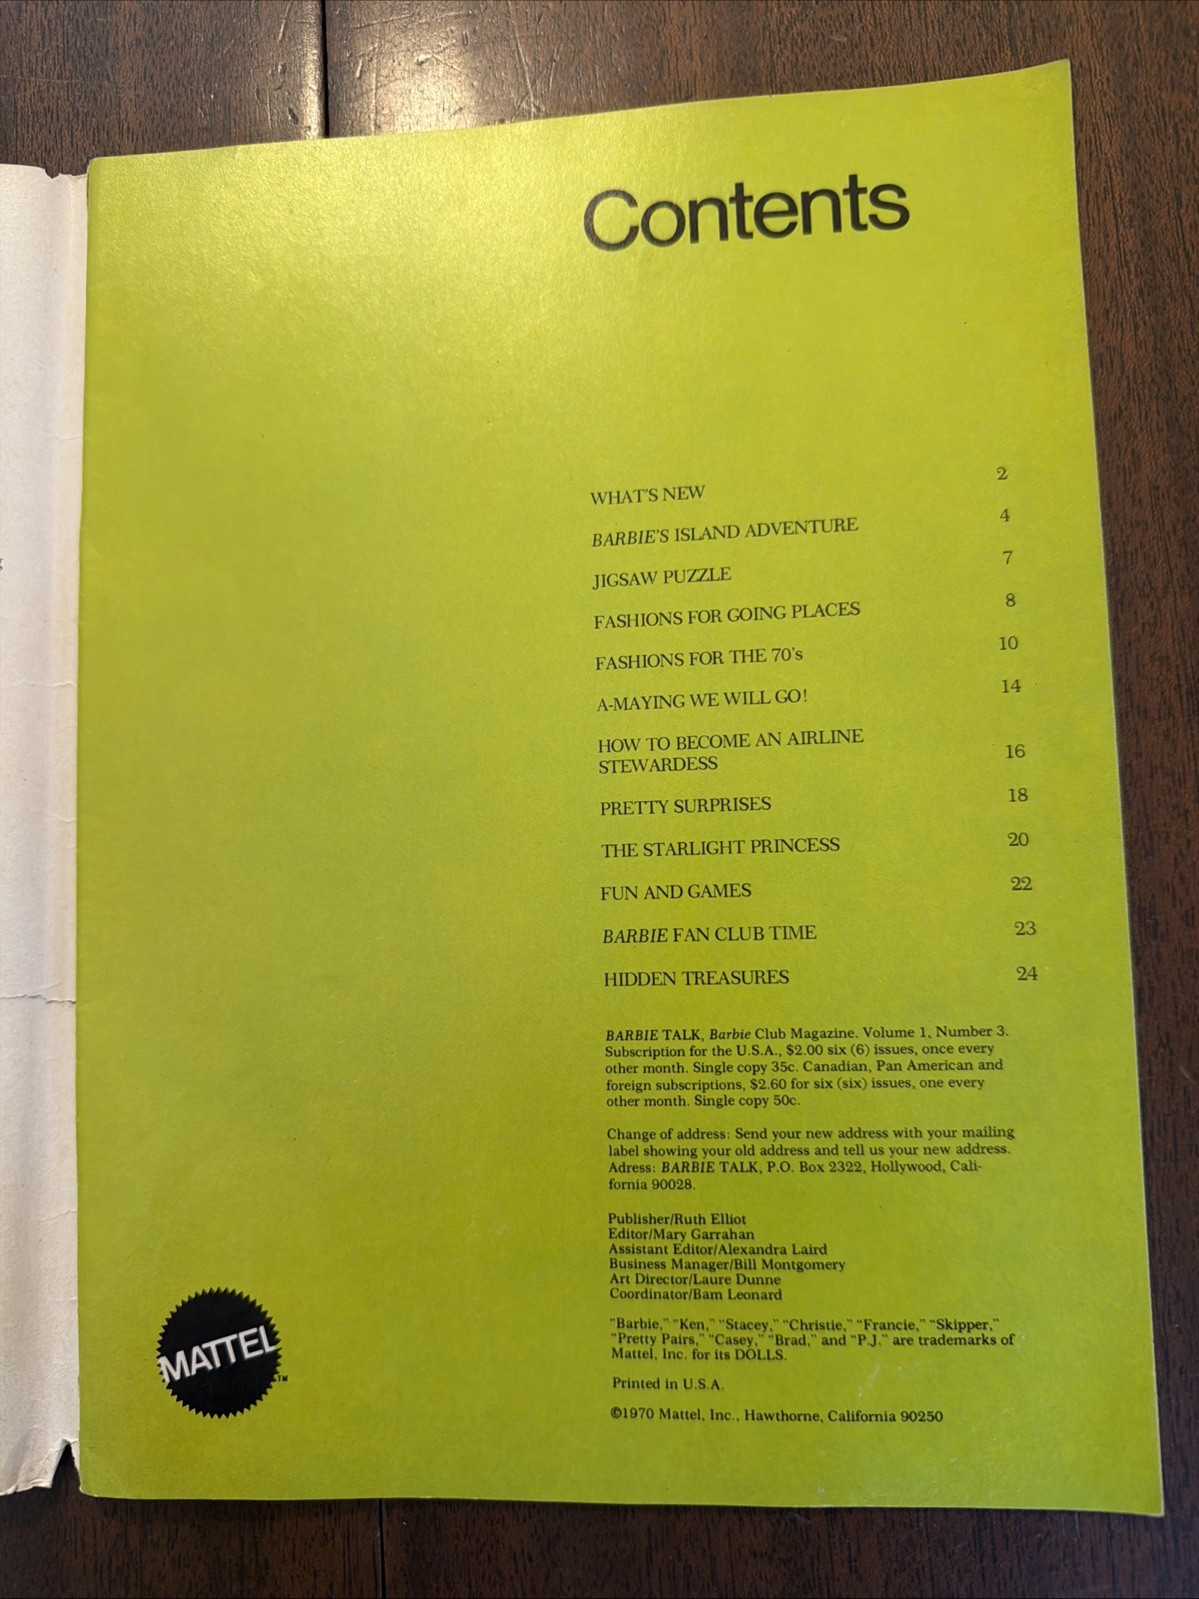 Contents
WHAT'S NEW 2
BARBIE'S ISLAND ADVENTURE 4
JIGSAW PUZZLE 7
FASHIONS FOR GOING PLACES 8
FASHIONS FOR THE 70's 10
A-MAYING WE WILL GO! 14
HOW TO BECOME AN AIRLINE
STEWARDESS 16
PRETTY SURPRISES 18
THE STARLIGHT PRINCESS 20
FUN AND GAMES 22
BARBIE FAN CLUB TIME 23
HIDDEN TREASURES 24
BARBIE TALK, Barbie Club Magazine. Volume 1, Number 3.
Subscription for the U.S.A., $2.00 six (6) issues, once every
other month. Single copy 35c. Canadian, Pan American and
foreign subscriptions, $2.60 for six (six) issues, one every
other month. Single copy 50c.
Change of address: Send your new address with your mailing
label showing your old address and tell us your new address.
Adress: BARBIE TALK, P.O. Box 2322, Hollywood, Cali-
fornia 90028.
Publisher/Ruth Elliot
Editor/Mary Garrahan
Assistant Editor/Alexandra Laird
Business Manager/Bill Montgomery
Art Director/Laure Dunne
Coordinator/Bam Leonard
"Barbie," "Ken," "Stacey," "Christie," "Francie," "Skipper,"
"Pretty Pairs," "Casey," "Brad," and "P.J." are trademarks of
Mattel, Inc. for its DOLLS.
Printed in U.S.A.
©1970 Mattel, Inc., Hawthorne, California 90250
MATTEL TM